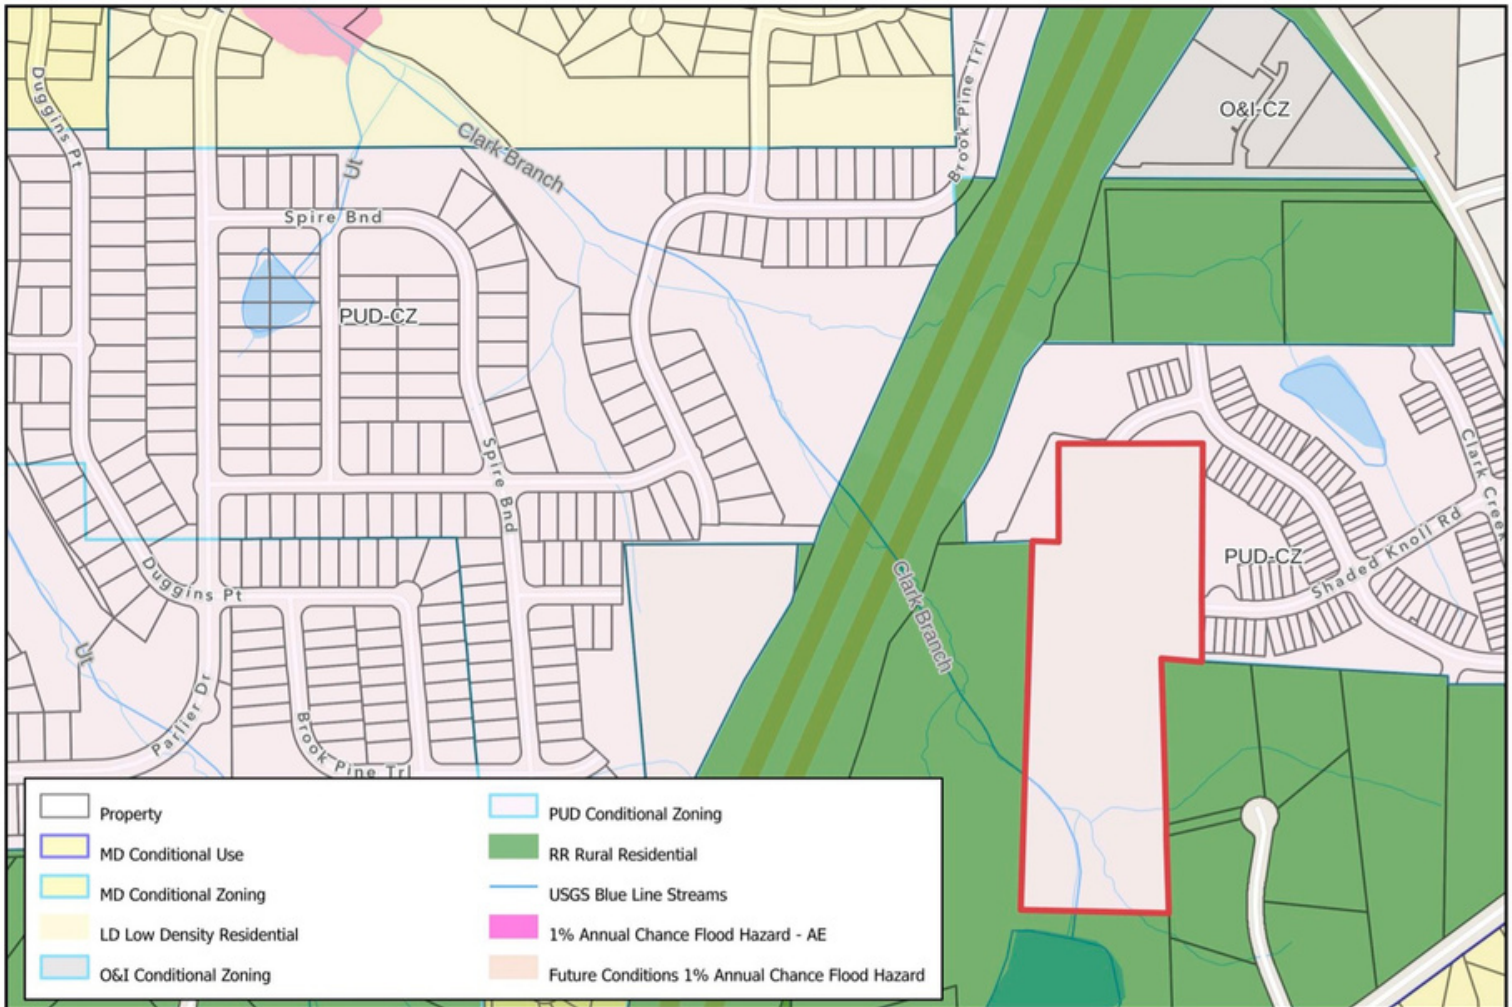 Duggins Pt
Ut
Clark Branch
Brook Pine Trl
O&I-CZ
Spire Bnd
PUD-CZ
Spire Bnd
Clark Creek
PUD-CZ
Shaded Knoll Rd
Duggins Pt
Clark Branch
Ut
Parlier Dr
Brook Pine Trl
Property
MD Conditional Use
MD Conditional Zoning
LD Low Density Residential
O&I Conditional Zoning
PUD Conditional Zoning
RR Rural Residential
USGS Blue Line Streams
1% Annual Chance Flood Hazard - AE
Future Conditions 1% Annual Chance Flood Hazard